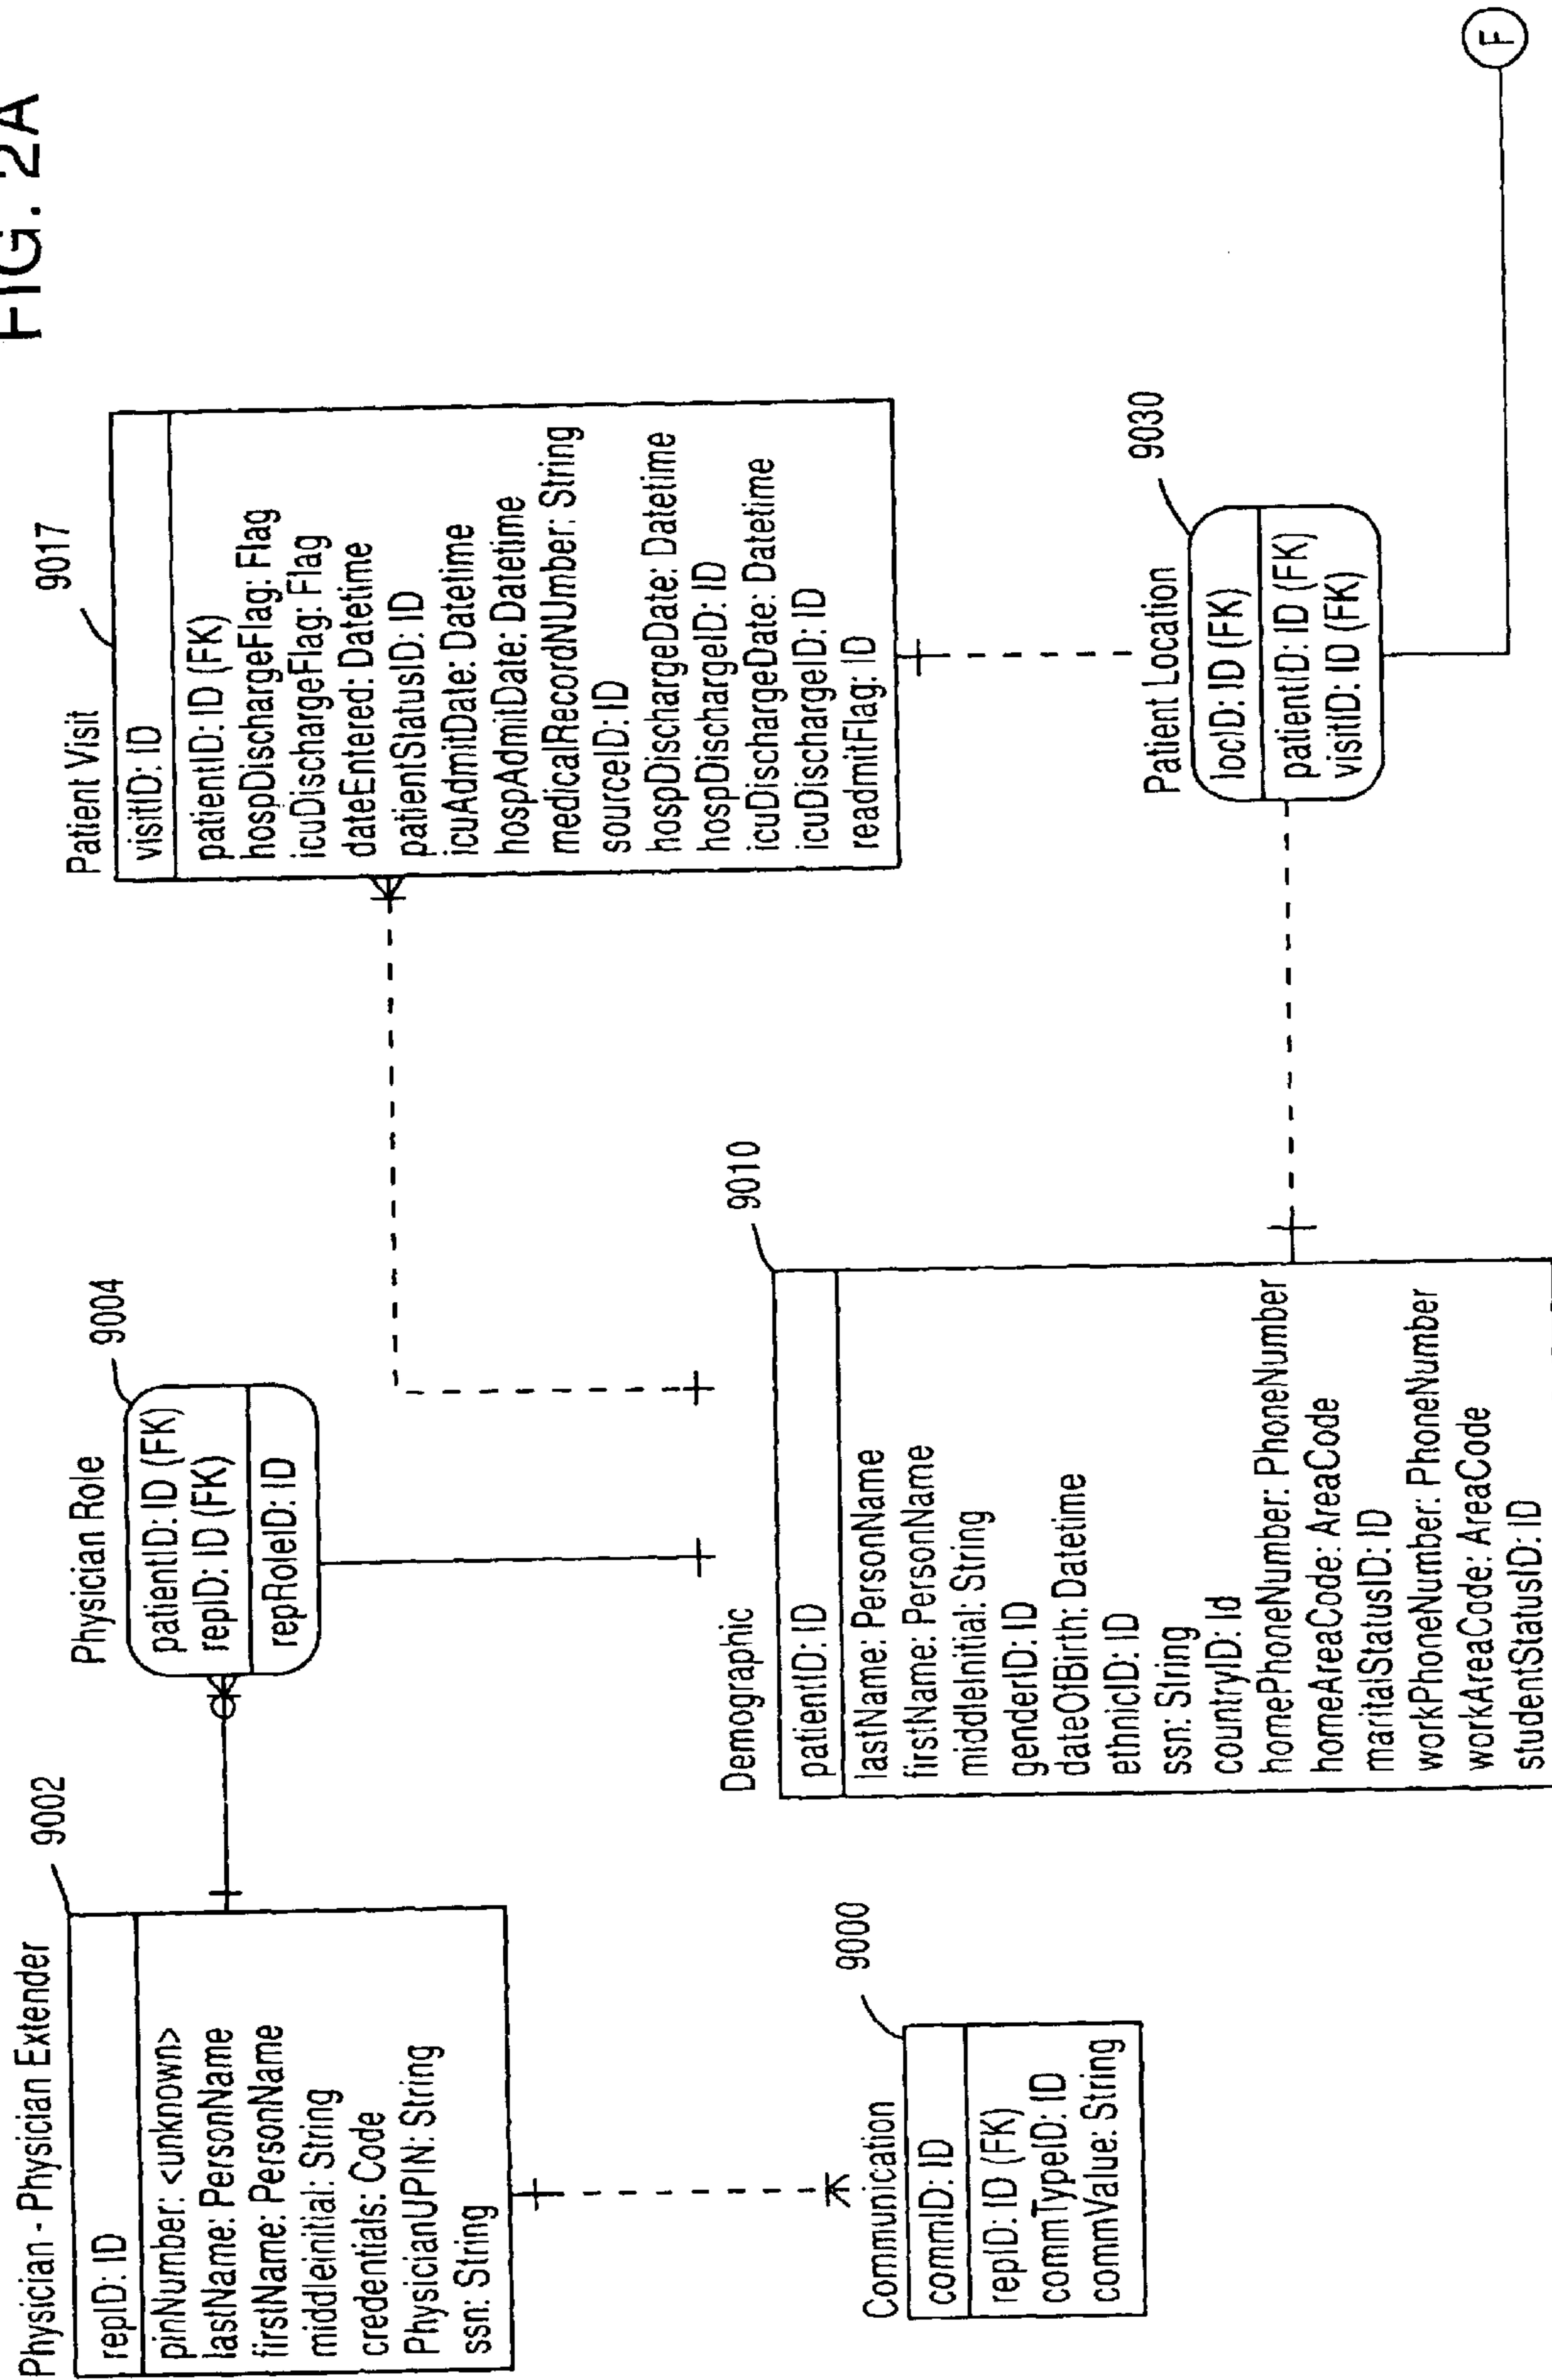 FIG. 2A
Physician - Physician Extender
9002
repID: ID
pinNumber: <unknown>
lastName: PersonName
firstName: PersonName
middleinitial: String
credentials: Code
PhysicianUPIN: String
ssn: String
Physician Role
9004
patientID: ID (FK)
repID: ID (FK)
repRoleID: ID
Patient Visit
9017
visitID: ID
patientID: ID (FK)
hospDischargeFlag: Flag
icuDischargeFlag: Flag
dateEntered: Datetime
patientStatusID: ID
icuAdmitDate: Datetime
hospAdmitDate: Datetime
medicalRecordNUmber: String
sourceID: ID
hospDischargeDate: Datetime
hospDischargeID: ID
icuDischargeDate: Datetime
icuDischargeID: ID
readmitFlag: ID
Communication
9000
commID: ID
repID: ID (FK)
commTypeID: ID
commValue: String
Demographic
9010
patientID: ID
lastName: PersonName
firstName: PersonName
middleInitial: String
genderID: ID
dateOfBirth: Datetime
ethnicID: ID
ssn: String
countryID: Id
homePhoneNumber: PhoneNumber
homeAreaCode: AreaCode
maritalStatusID: ID
workPhoneNumber: PhoneNumber
workAreaCode: AreaCode
studentStatusID: ID
Patient Location
9030
locID: ID (FK)
patientID: ID (FK)
visitID: ID (FK)
F